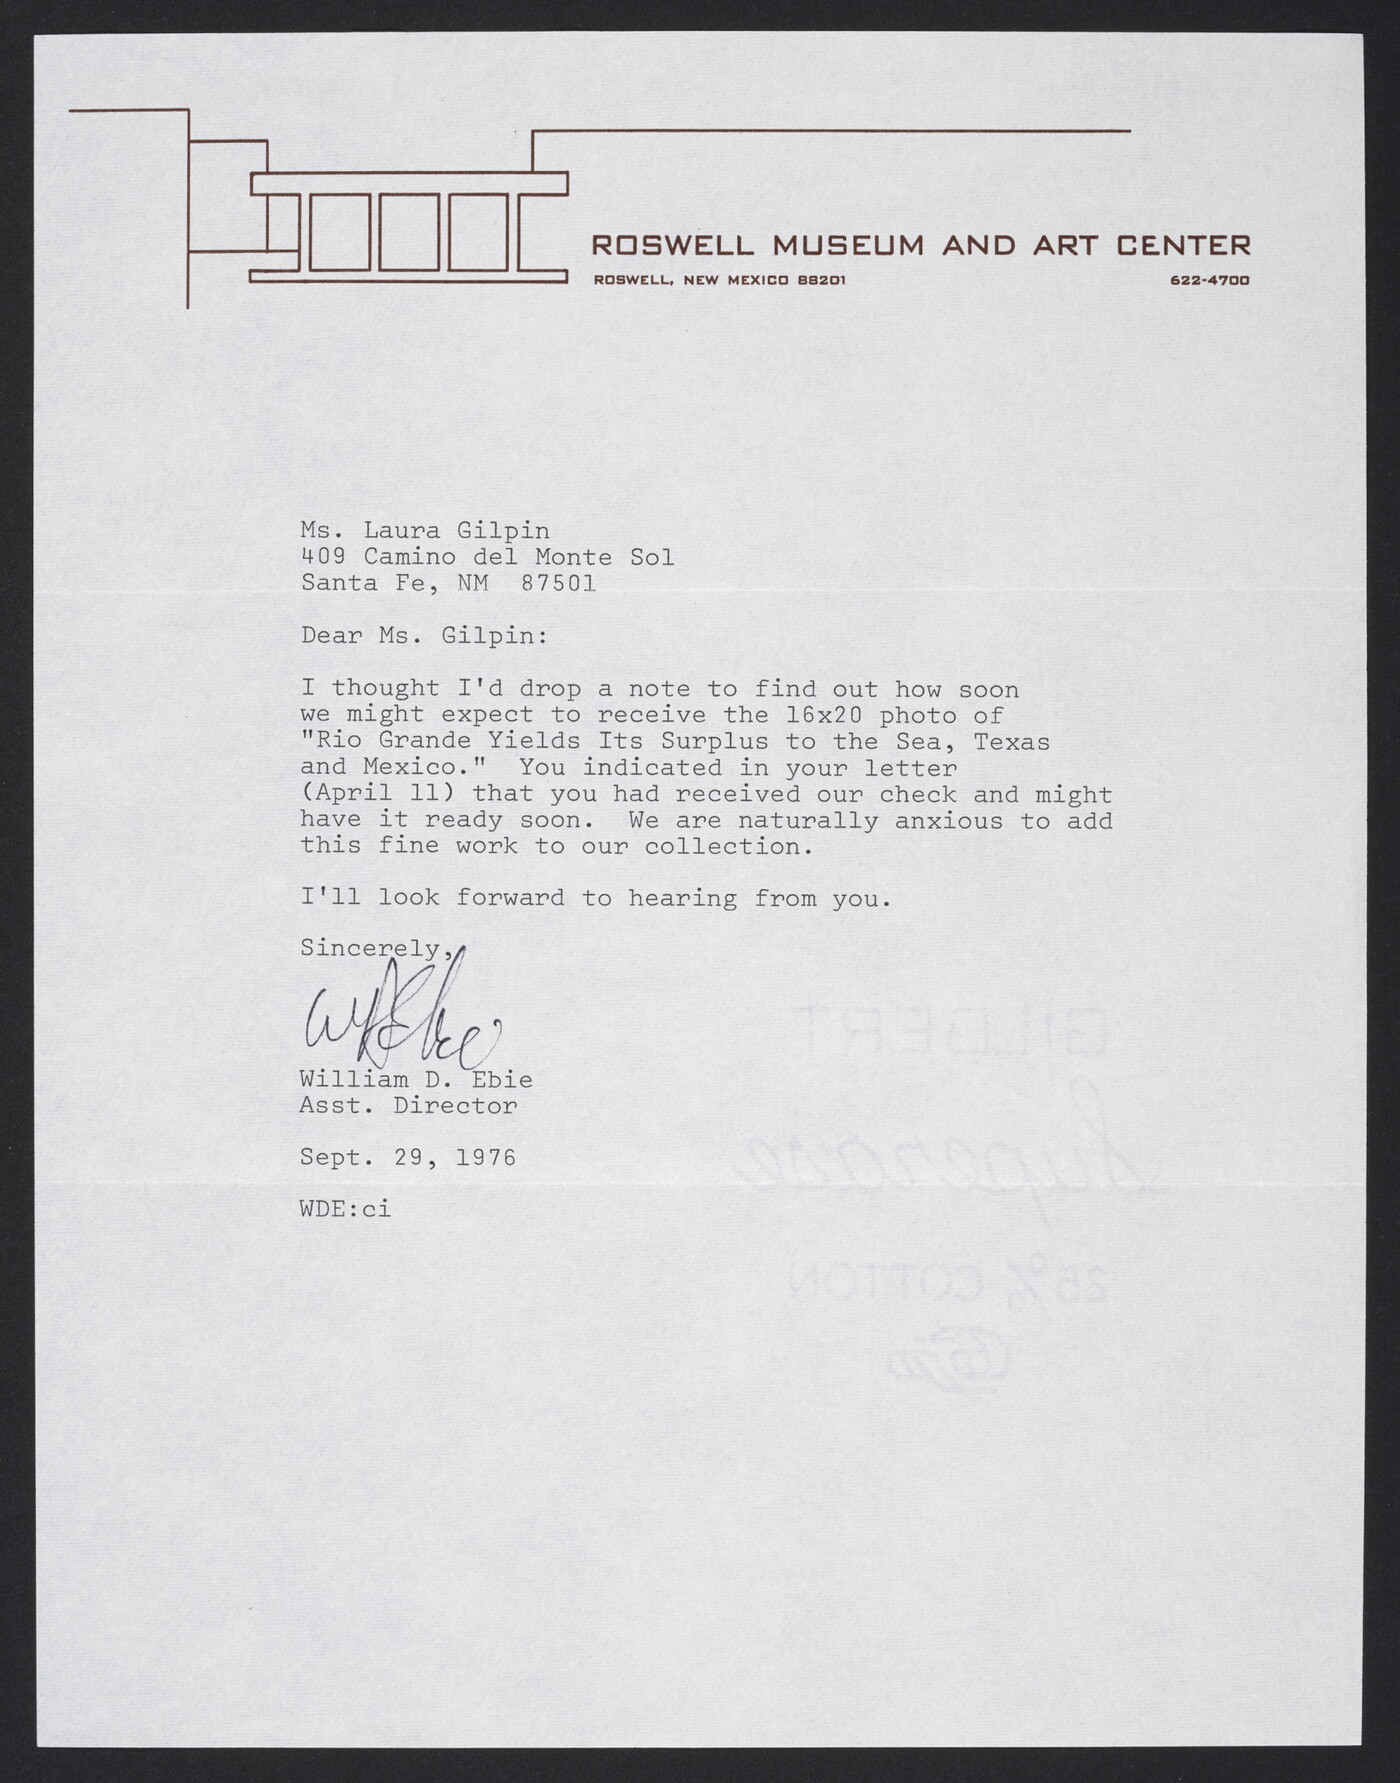 ROSWELL MUSEUM AND ART CENTER
ROSWELL, NEW MEXICO 88201 622-4700
Ms. Laura Gilpin
409 Camino del Monte Sol
Santa Fe, NM 87501
Dear Ms. Gilpin:
I thought I'd drop a note to find out how soon
we might expect to receive the 16x20 photo of
"Rio Grande Yields Its Surplus to the Sea, Texas
and Mexico." You indicated in your letter
(April 11) that you had received our check and might
have it ready soon. We are naturally anxious to add
this fine work to our collection.
I'll look forward to hearing from you.
Sincerely,
WDEbie
William D. Ebie
Asst. Director
Sept. 29, 1976
WDE:ci
GILBERT
Superase
25% COTTON